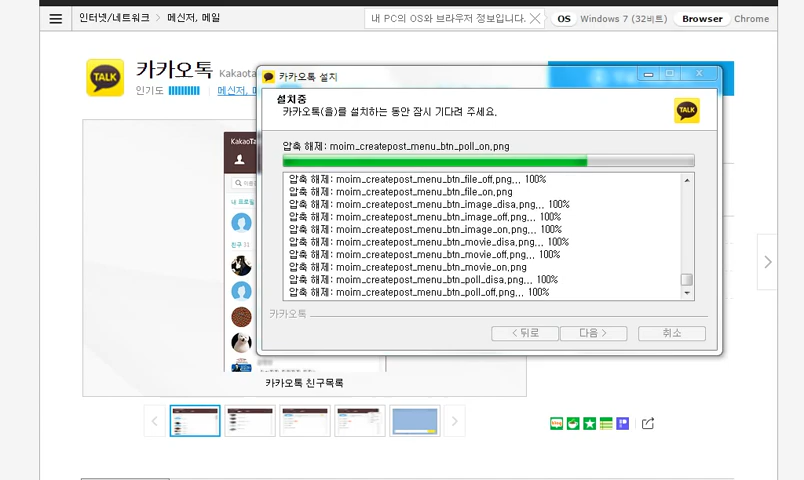 인터넷/네트워크 > 메신저, 메일
내 PC의 OS와 브라우저 정보입니다.
OS Windows 7 (32비트) Browser Chrome
TALK
카카오톡
인기도
메신저,
카카오톡 설치
설치중
카카오톡(을)를 설치하는 동안 잠시 기다려 주세요.
TALK
압축 해제: moim_createpost_menu_btn_poll_on.png
압축 해제: moim_createpost_menu_btn_file_off.png... 100%
압축 해제: moim_createpost_menu_btn_file_on.png
압축 해제: moim_createpost_menu_btn_image_disa.png... 100%
압축 해제: moim_createpost_menu_btn_image_off.png... 100%
압축 해제: moim_createpost_menu_btn_image_on.png... 100%
압축 해제: moim_createpost_menu_btn_movie_disa.png... 100%
압축 해제: moim_createpost_menu_btn_movie_off.png... 100%
압축 해제: moim_createpost_menu_btn_movie_on.png
압축 해제: moim_createpost_menu_btn_poll_disa.png... 100%
압축 해제: moim_createpost_menu_btn_poll_off.png... 100%
카카오톡
< 뒤로
다음 >
취소
내 프로필
친구 31
카카오톡 친구목록